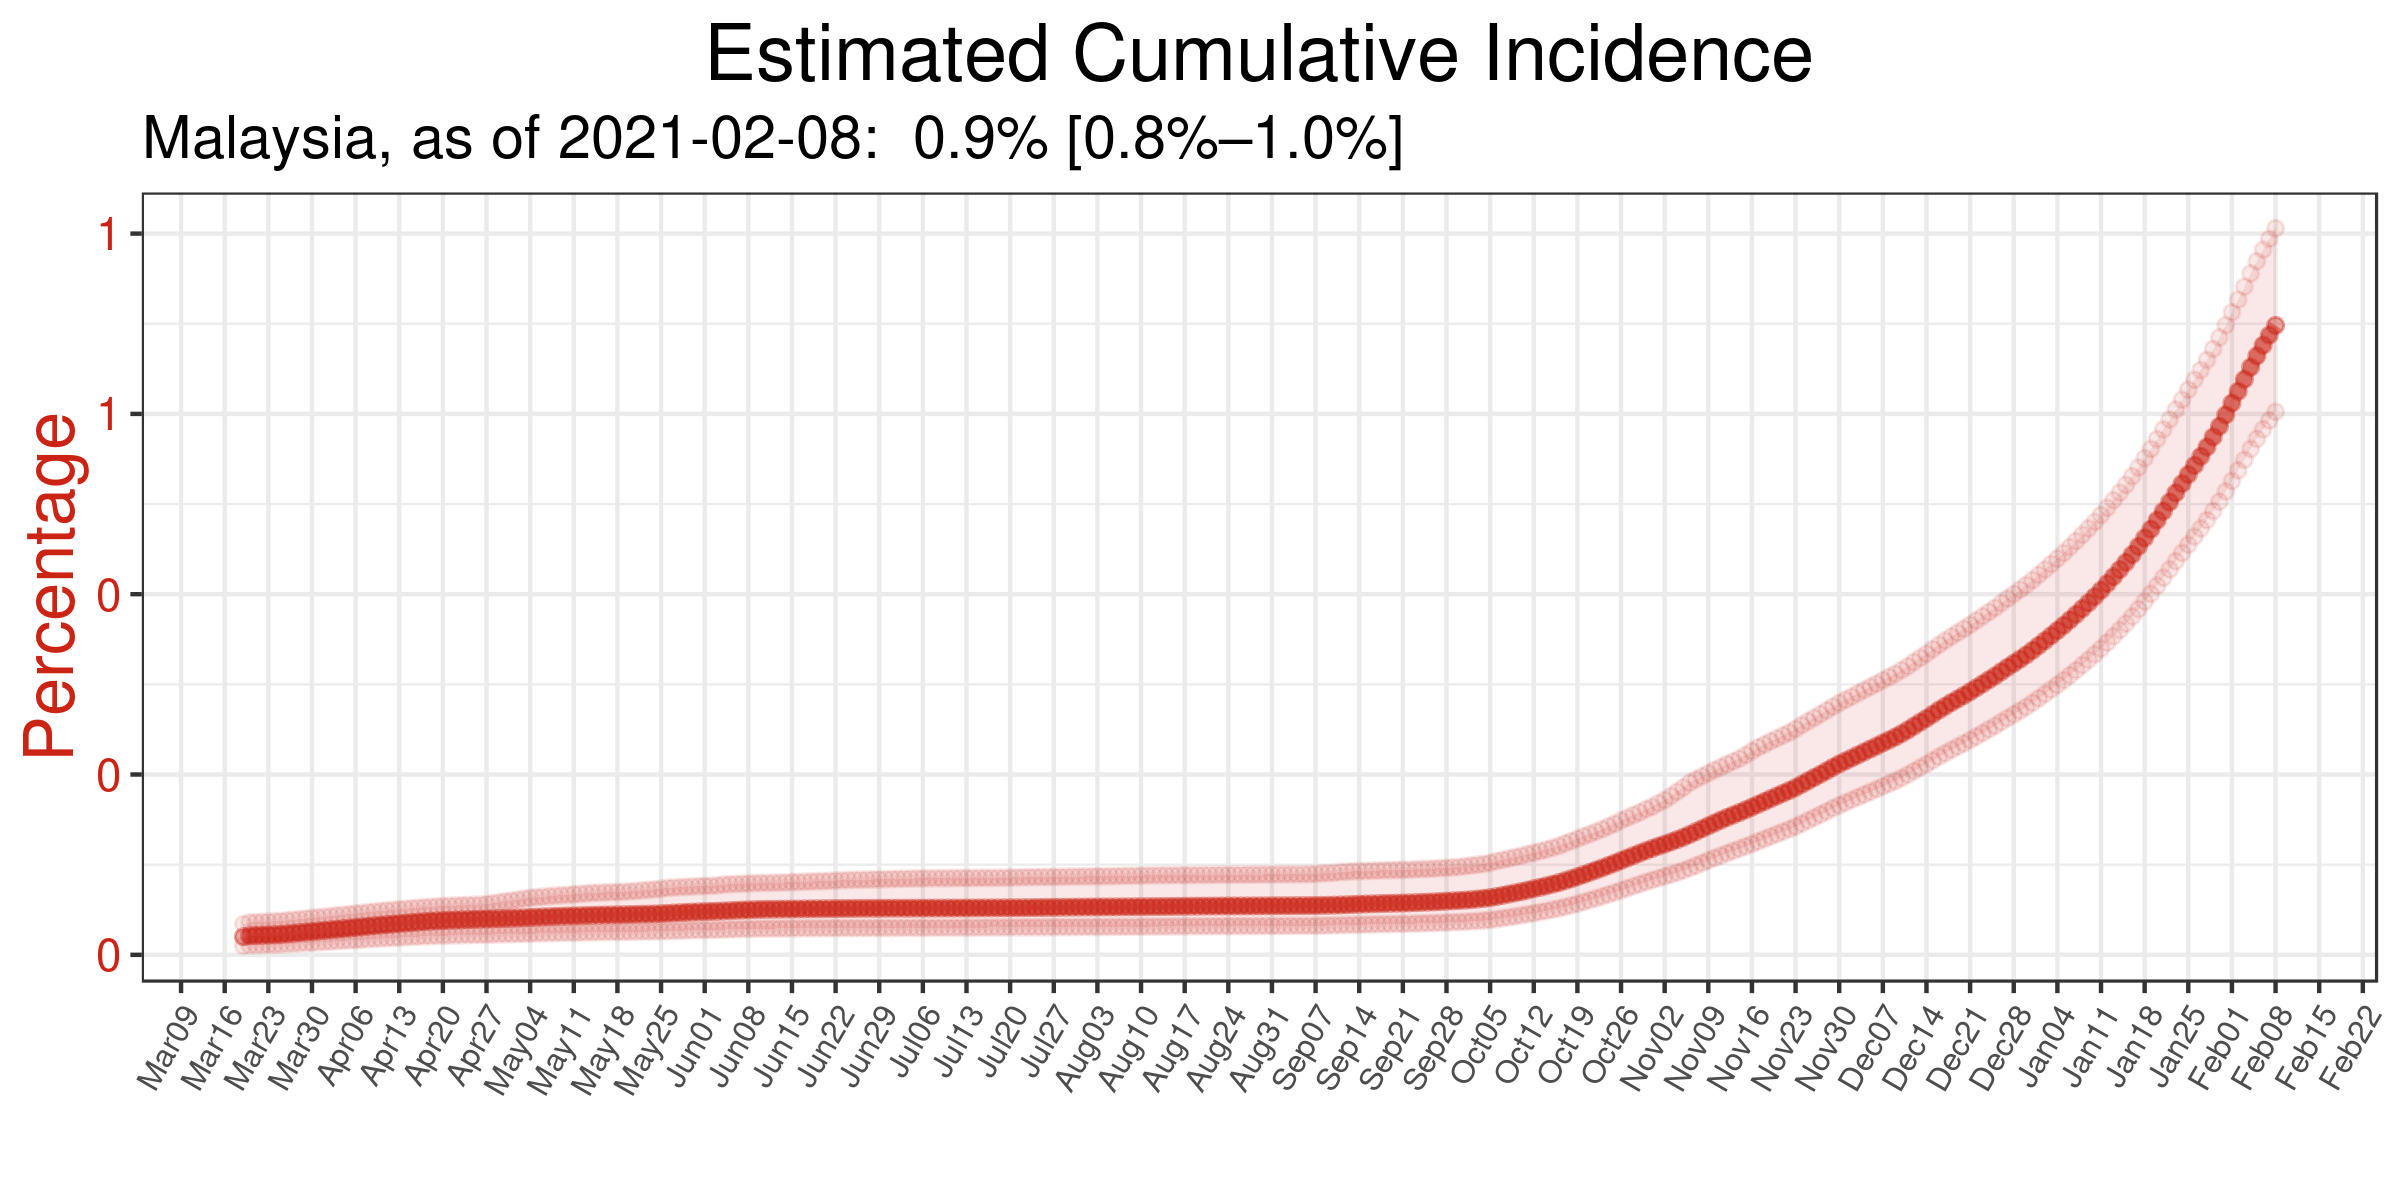 Estimated Cumulative Incidence
Malaysia, as of 2021-02-08:  0.9% [0.8%–1.0%]
Percentage
1
1
0
0
0
Mar09
Mar16
Mar23
Mar30
Apr06
Apr13
Apr20
Apr27
May04
May11
May18
May25
Jun01
Jun08
Jun15
Jun22
Jun29
Jul06
Jul13
Jul20
Jul27
Aug03
Aug10
Aug17
Aug24
Aug31
Sep07
Sep14
Sep21
Sep28
Oct05
Oct12
Oct19
Oct26
Nov02
Nov09
Nov16
Nov23
Nov30
Dec07
Dec14
Dec21
Dec28
Jan04
Jan11
Jan18
Jan25
Feb01
Feb08
Feb15
Feb22